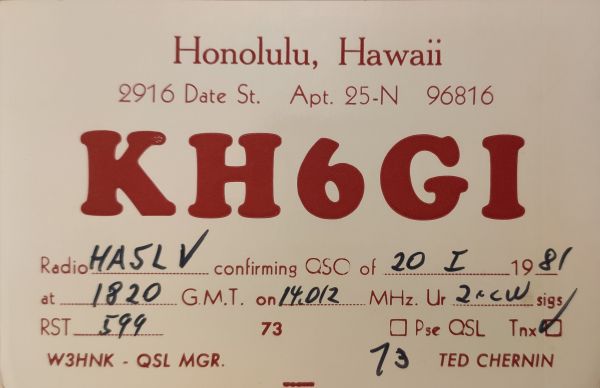 Honolulu, Hawaii
2916 Date St. Apt. 25-N 96816
KH6GI
Radio HA5LV confirming QSO of 20 I 1981
at 1820 G.M.T. on 14.012 MHz. Ur 2xCW sigs
RST 599 73 Pse QSL Tnx
W3HNK - QSL MGR. 73 TED CHERNIN